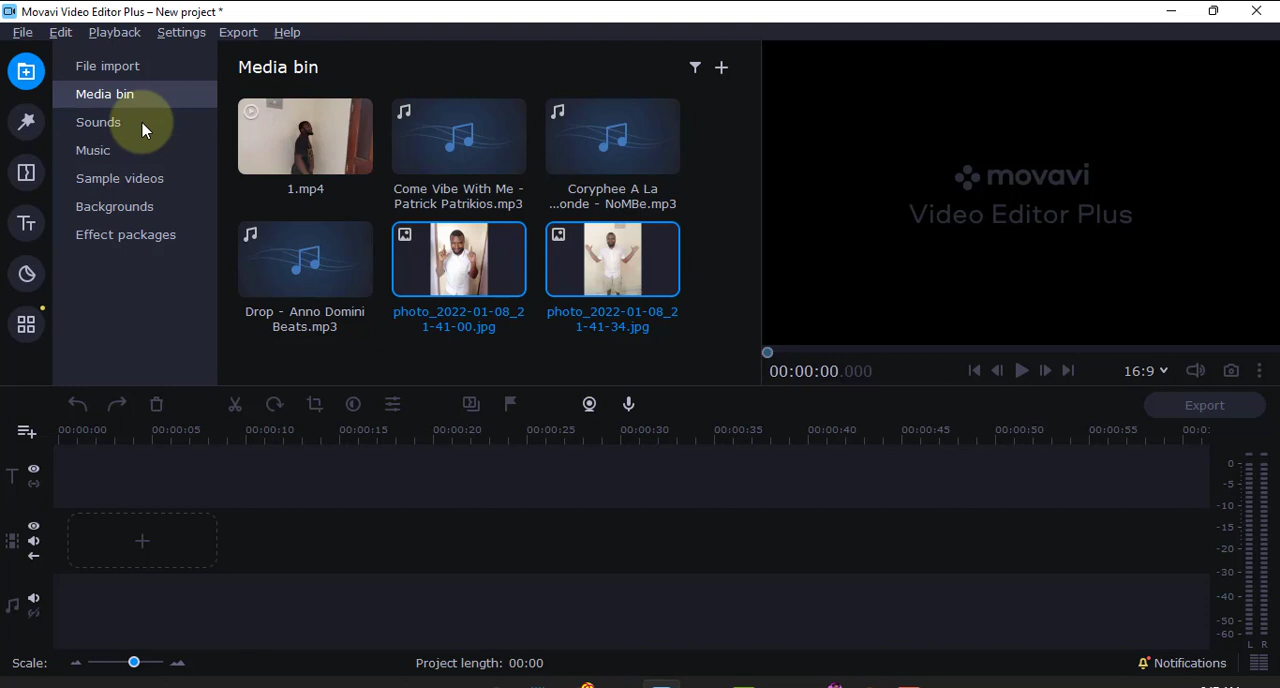 Movavi Video Editor Plus – New project *
File Edit Playback Settings Export Help
File import
Media bin
Sounds
Music
Sample videos
Backgrounds
Effect packages
Media bin
1.mp4
Come Vibe With Me -
Patrick Patrikios.mp3
Coryphee A La
...onde - NoMBe.mp3
Drop - Anno Domini
Beats.mp3
photo_2022-01-08_2
1-41-00.jpg
photo_2022-01-08_2
1-41-34.jpg
movavi
Video Editor Plus
00:00:00.000
16:9
Export
00:00:00 00:00:05 00:00:10 00:00:15 00:00:20 00:00:25 00:00:30 00:00:35 00:00:40 00:00:45 00:00:50 00:00:55 00:0
0
-5
-10
-15
-20
-30
-40
-50
-60
L R
Scale:
Project length: 00:00
Notifications